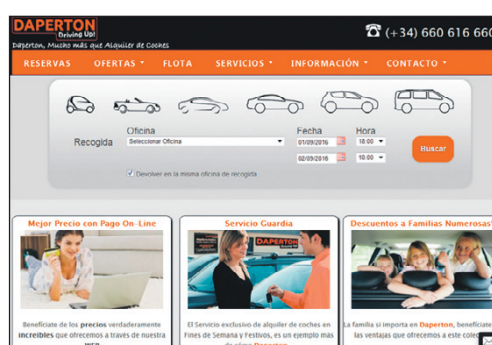 DAPERTON
Driving Up!
Daperton, Mucho más que Alquiler de Coches
(+34) 660 616 660
RESERVAS OFERTAS FLOTA SERVICIOS INFORMACIÓN CONTACTO
Oficina Fecha Hora
Recogida Seleccionar Oficina 01/09/2016 18:00
Buscar
02/09/2016 18:00
Devolver en la misma oficina de recogida
Mejor Precio con Pago On-Line Servicio Guardia Descuentos a Familias Numerosas
DAPERTON
Benefíciate de los precios verdaderamente
increíbles que ofrecemos a través de nuestra
WEB
El Servicio exclusivo de alquiler de coches en
Fines de Semana y Festivos, es un ejemplo más
de cómo Daperton
La familia si importa en Daperton, benefíciate
las ventajas que ofrecemos a este